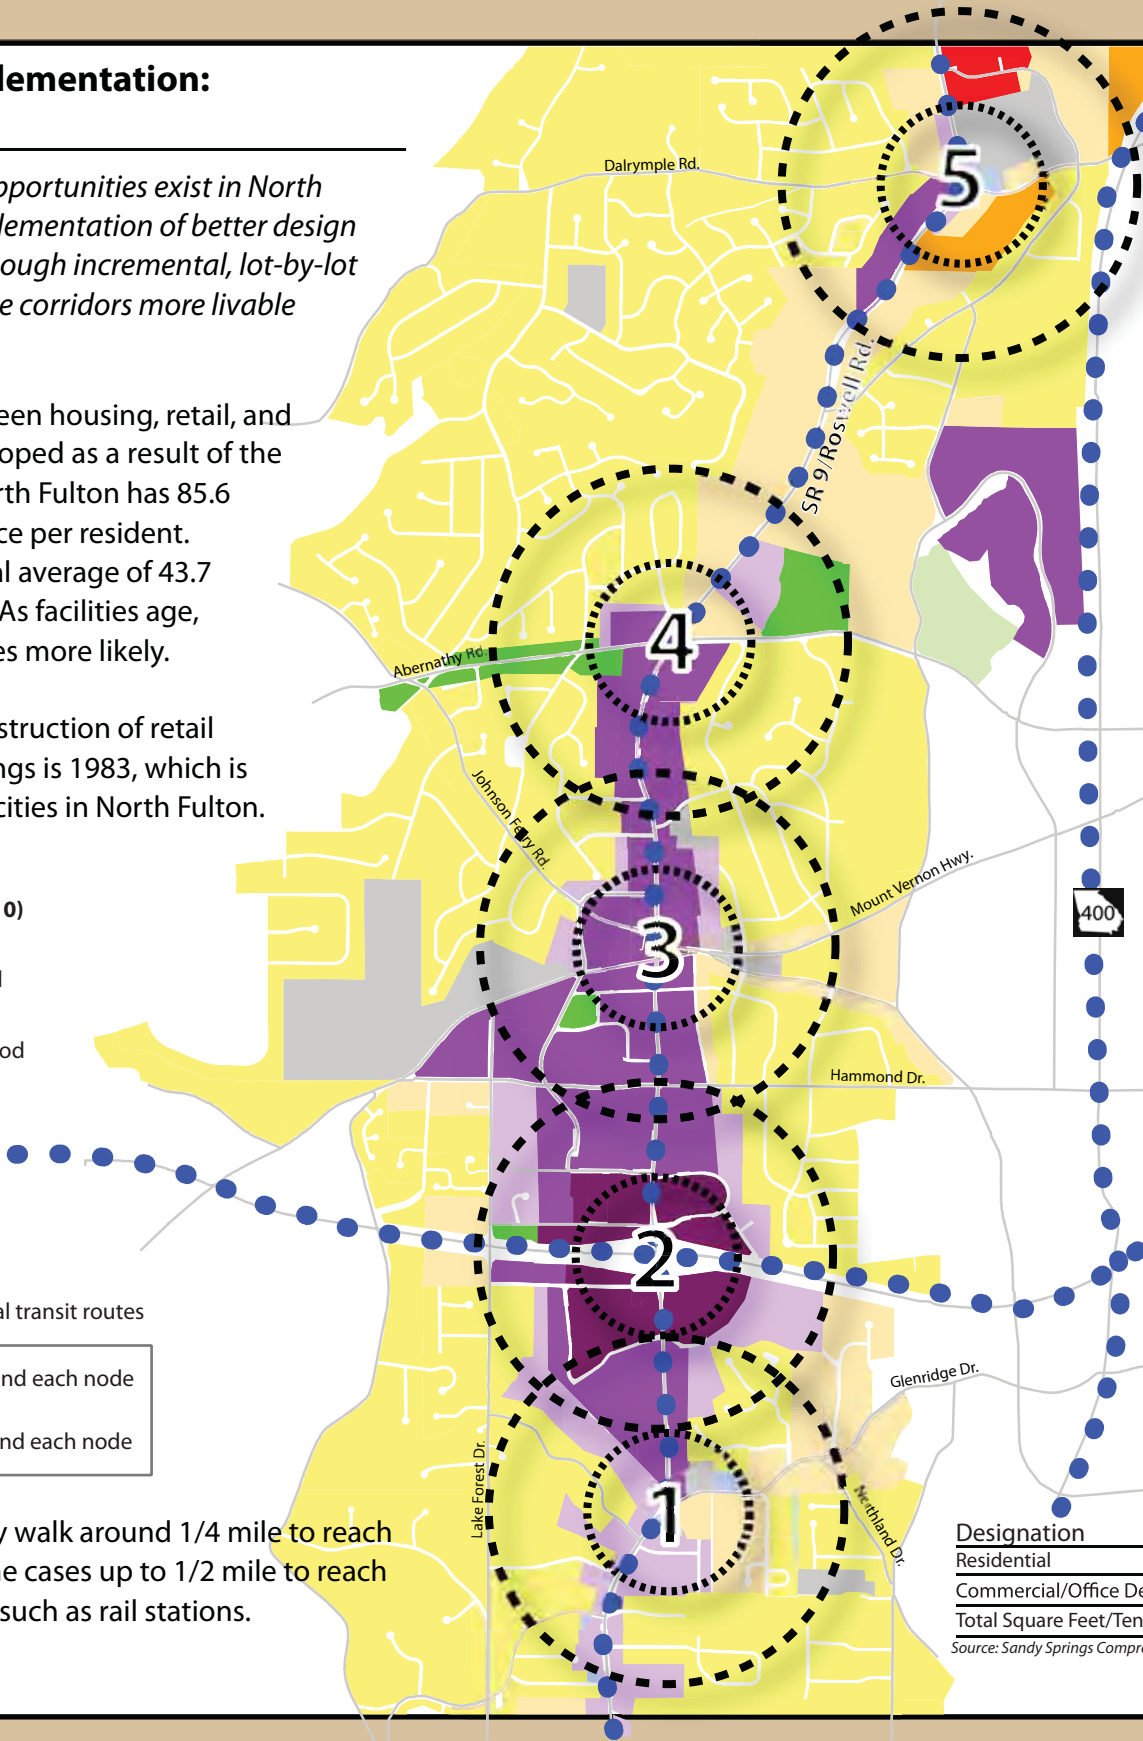 lementation:
pportunities exist in North
lementation of better design
rough incremental, lot-by-lot
e corridors more livable
een housing, retail, and
oped as a result of the
rth Fulton has 85.6
ce per resident.
al average of 43.7
As facilities age,
es more likely.
struction of retail
ngs is 1983, which is
cities in North Fulton.
0)
od
al transit routes
nd each node
nd each node
y walk around 1/4 mile to reach
ne cases up to 1/2 mile to reach
such as rail stations.
Dalrymple Rd.
5
SR 9/Roswell Rd.
4
Abernathy Rd.
Johnson Ferry Rd.
3
Mount Vernon Hwy.
400
Hammond Dr.
2
Glenridge Dr.
Lake Forest Dr.
1
Northland Dr.
Designation
Residential
Commercial/Office De
Total Square Feet/Ten
Source: Sandy Springs Compr